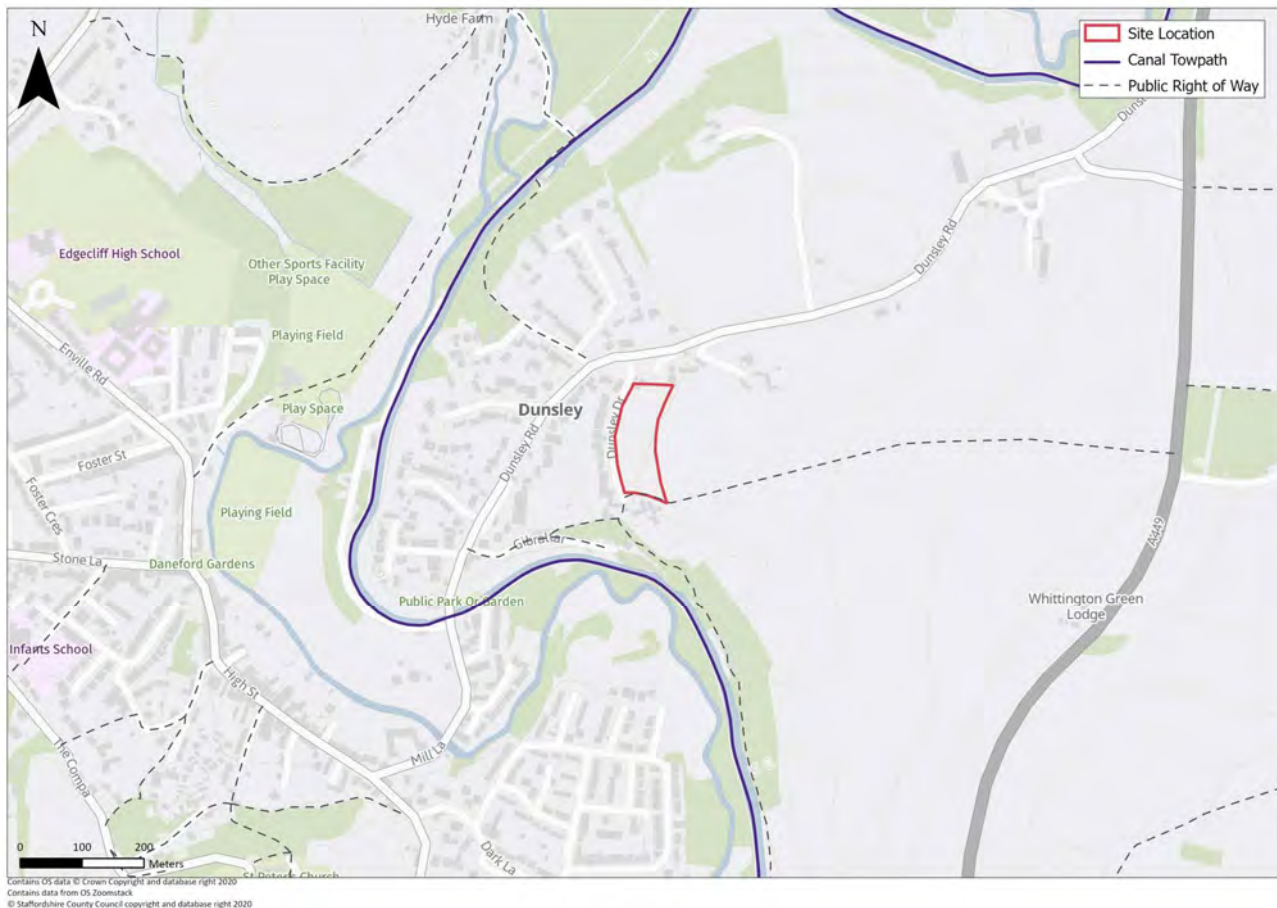 Hyde Farm
N
Site Location
Canal Towpath
Public Right of Way
Edgecliff High School
Other Sports Facility
Play Space
Playing Field
Enville Rd
Dunsley Rd
Play Space
Dunsley
Dunsley Dr
Foster St
Dunsley Rd
Foster Cres
Playing Field
Gibraltar
A449
Stone La
Daneford Gardens
Public Park Or Garden
Whittington Green
Lodge
Infants School
High St
Mill La
The Compa
Dark La
St Peter's Church
0 100 200
Meters
Contains OS data © Crown Copyright and database right 2020
Contains data from OS Zoomstack
© Staffordshire County Council copyright and database right 2020